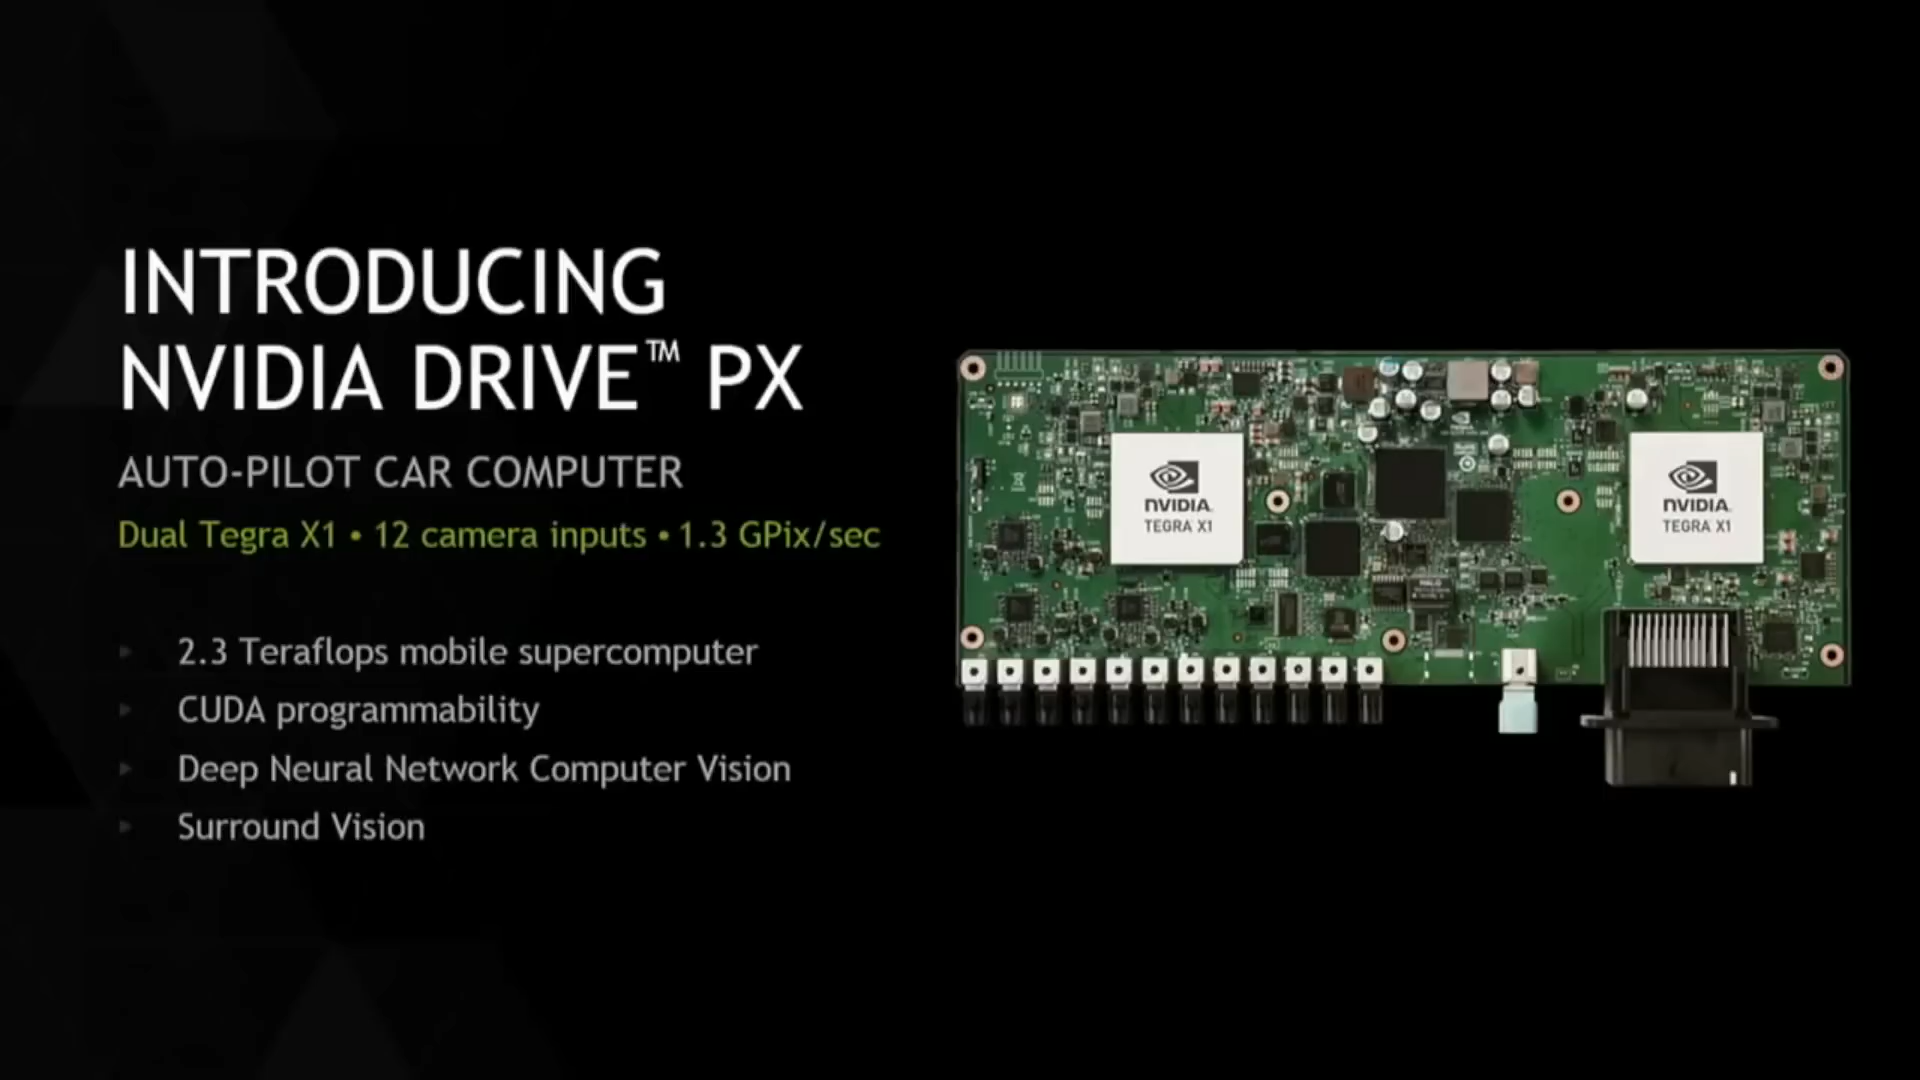 INTRODUCING
NVIDIA DRIVE™ PX
AUTO-PILOT CAR COMPUTER
Dual Tegra X1 • 12 camera inputs • 1.3 GPix/sec
2.3 Teraflops mobile supercomputer
CUDA programmability
Deep Neural Network Computer Vision
Surround Vision
NVIDIA.
TEGRA X1
NVIDIA.
TEGRA X1